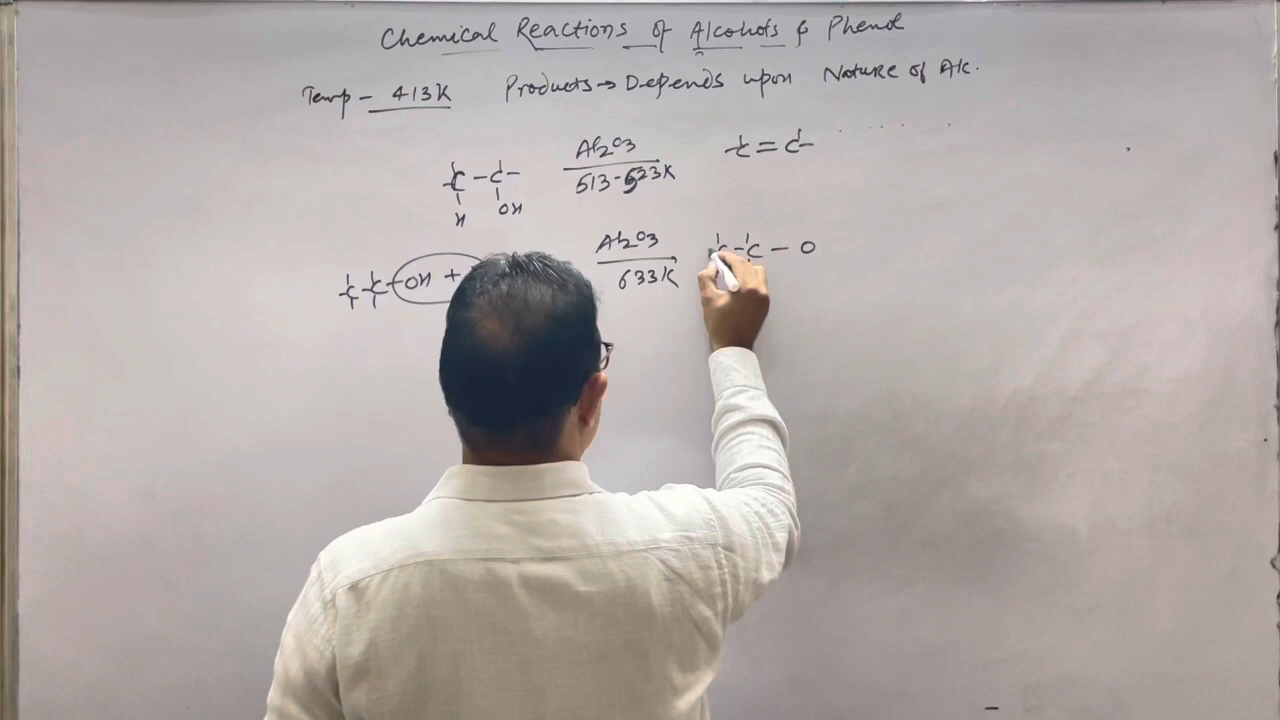 Chemical Reactions of Alcohols & Phenol
Temp - 413K Products → Depends upon Nature of Alc.
-C-C- Al2O3 -C=C-
H OH 513-523K
-C-C-OH + Al2O3 C-C-O
633K